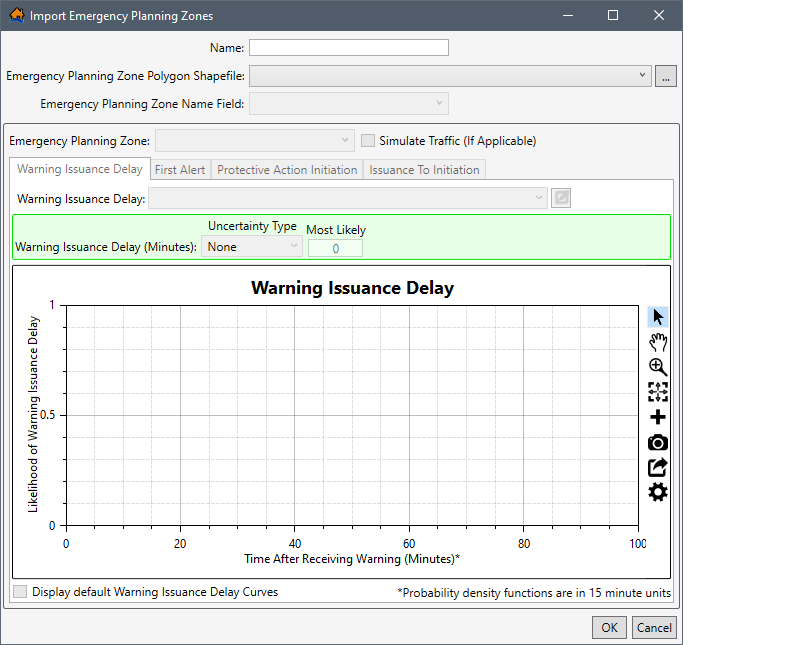 Import Emergency Planning Zones
Name:
Emergency Planning Zone Polygon Shapefile:
...
Emergency Planning Zone Name Field:
Emergency Planning Zone:
Simulate Traffic (If Applicable)
Warning Issuance Delay First Alert Protective Action Initiation Issuance To Initiation
Warning Issuance Delay:
Uncertainty Type Most Likely
Warning Issuance Delay (Minutes): None 0
Warning Issuance Delay
Likelihood of Warning Issuance Delay
1
0.5
0
0 20 40 60 80 100
Time After Receiving Warning (Minutes)*
Display default Warning Issuance Delay Curves
*Probability density functions are in 15 minute units
OK Cancel